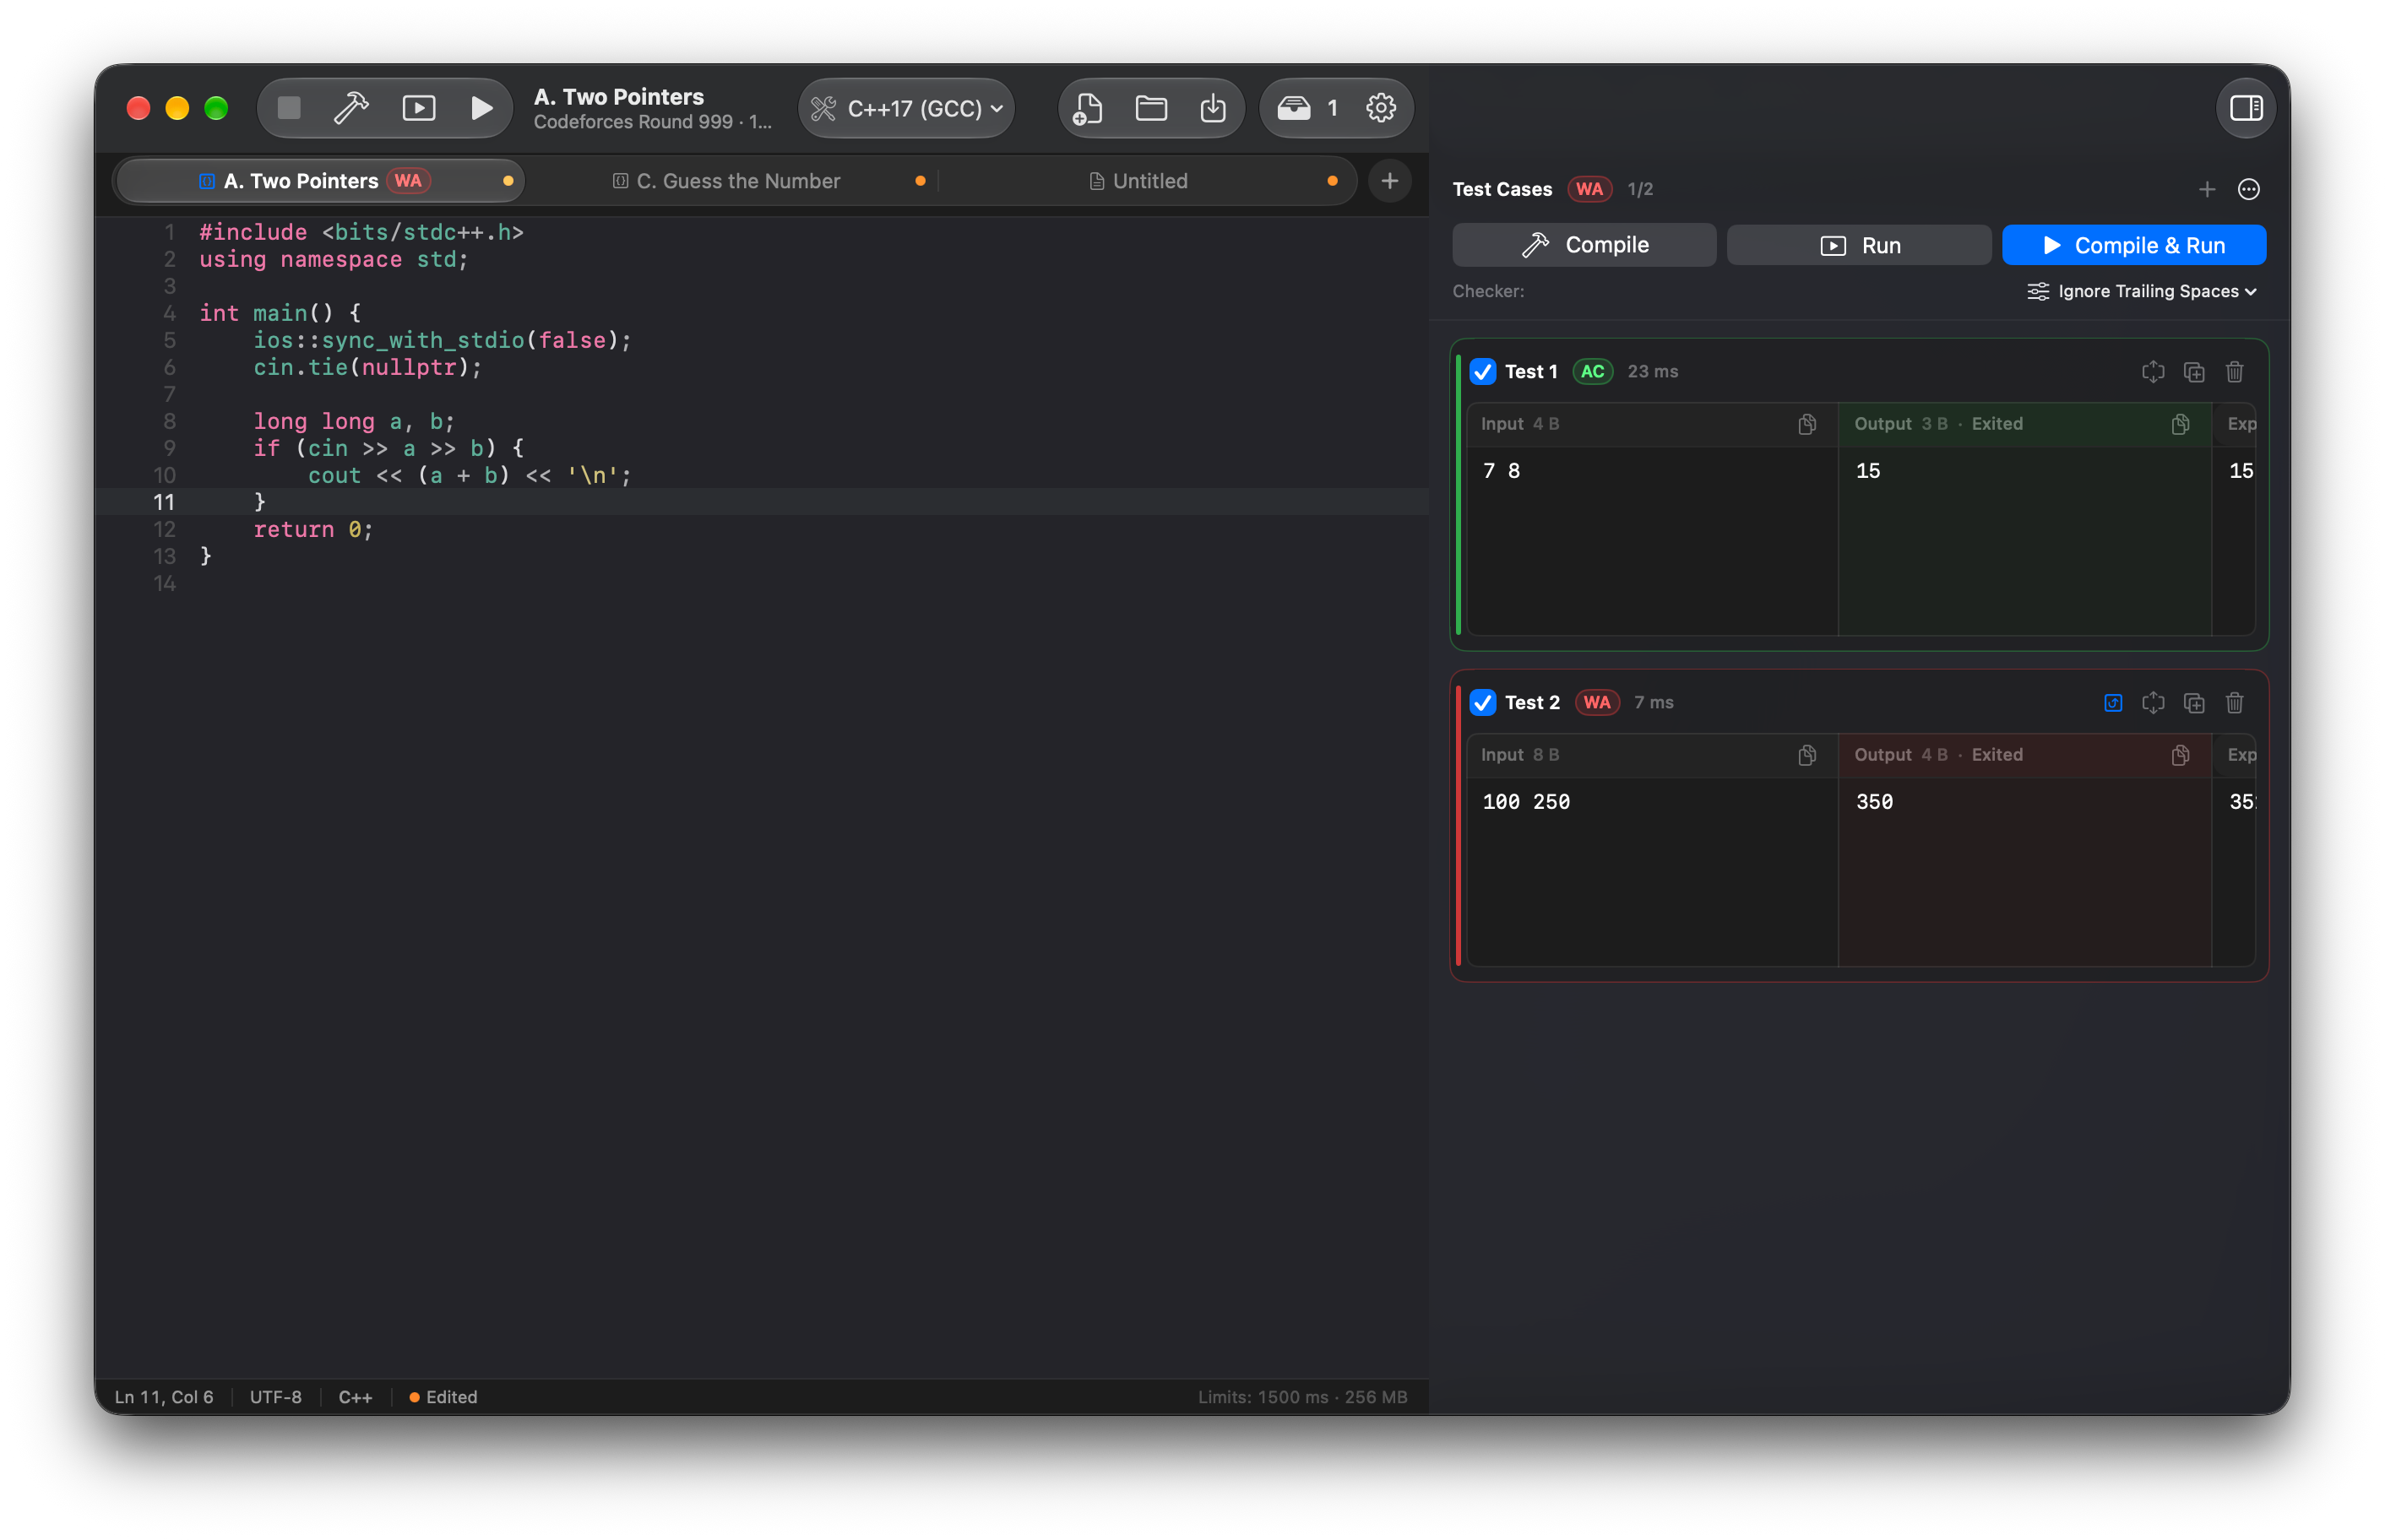 A. Two Pointers
Codeforces Round 999 · 1...
C++17 (GCC)
1
A. Two Pointers WA
C. Guess the Number
Untitled
1 #include <bits/stdc++.h>
2 using namespace std;
3
4 int main() {
5     ios::sync_with_stdio(false);
6     cin.tie(nullptr);
7
8     long long a, b;
9     if (cin >> a >> b) {
10         cout << (a + b) << '\n';
11     }
12     return 0;
13 }
14
Ln 11, Col 6
UTF-8
C++
Edited
Limits: 1500 ms · 256 MB
Test Cases WA 1/2
Compile
Run
Compile & Run
Checker:
Ignore Trailing Spaces
Test 1 AC 23 ms
Input 4 B
Output 3 B · Exited
Exp
7 8
15
15
Test 2 WA 7 ms
Input 8 B
Output 4 B · Exited
Exp
100 250
350